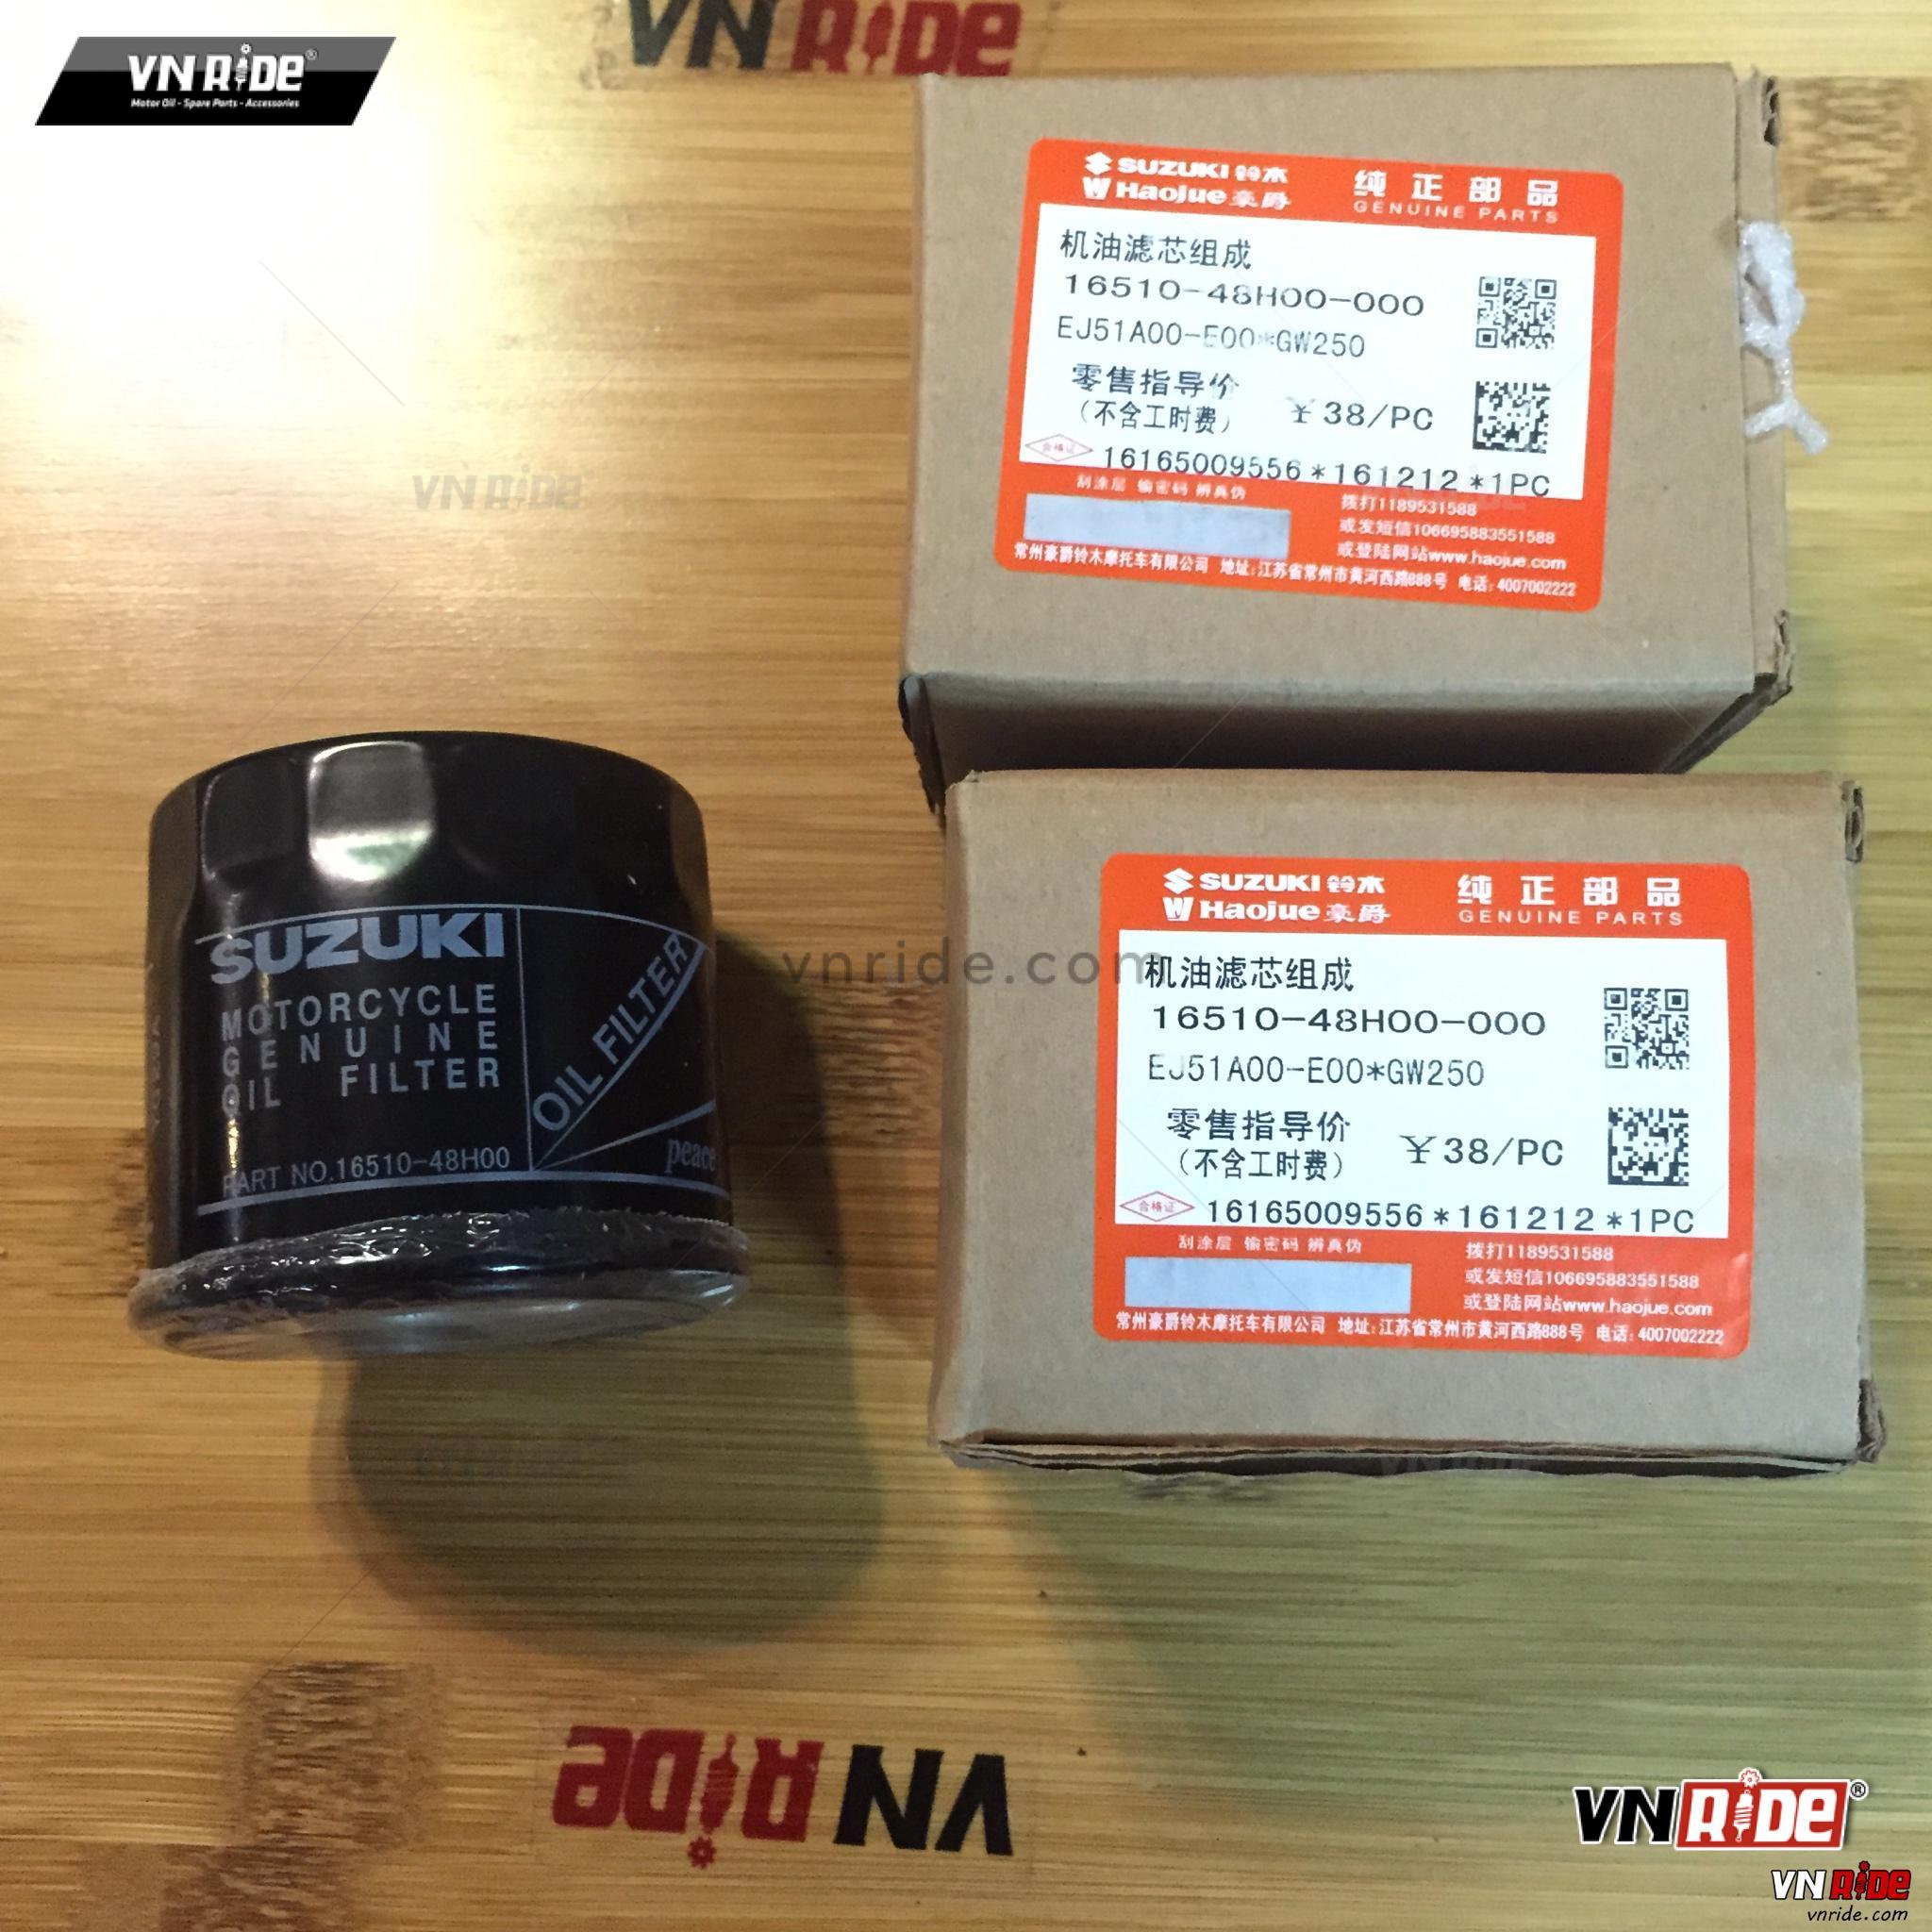 VN RIDE
VN RIDE®
Motor Oil - Spare Parts - Accessories
SUZUKI 铃木
Haojue 豪爵
纯正部品
GENUINE PARTS
机油滤芯组成
16510-48H00-000
EJ51A00-E00*GW250
零售指导价
(不含工时费)
¥38/PC
合格证
16165009556*161212*1PC
刮涂层 输密码 辨真伪
拨打1189531588
或发短信106695883551588
或登陆网站www.haojue.com
常州豪爵铃木摩托车有限公司 地址:江苏省常州市黄河西路888号 电话:4007002222
VN RIDE
SUZUKI
MOTORCYCLE
GENUINE
OIL FILTER
PART NO.16510-48H00
OIL FILTER
peace
vnride.com
SUZUKI 铃木
Haojue 豪爵
纯正部品
GENUINE PARTS
机油滤芯组成
16510-48H00-000
EJ51A00-E00*GW250
零售指导价
(不含工时费)
¥38/PC
合格证
16165009556*161212*1PC
刮涂层 输密码 辨真伪
拨打1189531588
或发短信106695883551588
或登陆网站www.haojue.com
常州豪爵铃木摩托车有限公司 地址:江苏省常州市黄河西路888号 电话:4007002222
VN RIDE
VN RIDE®
VN RIDE
vnride.com